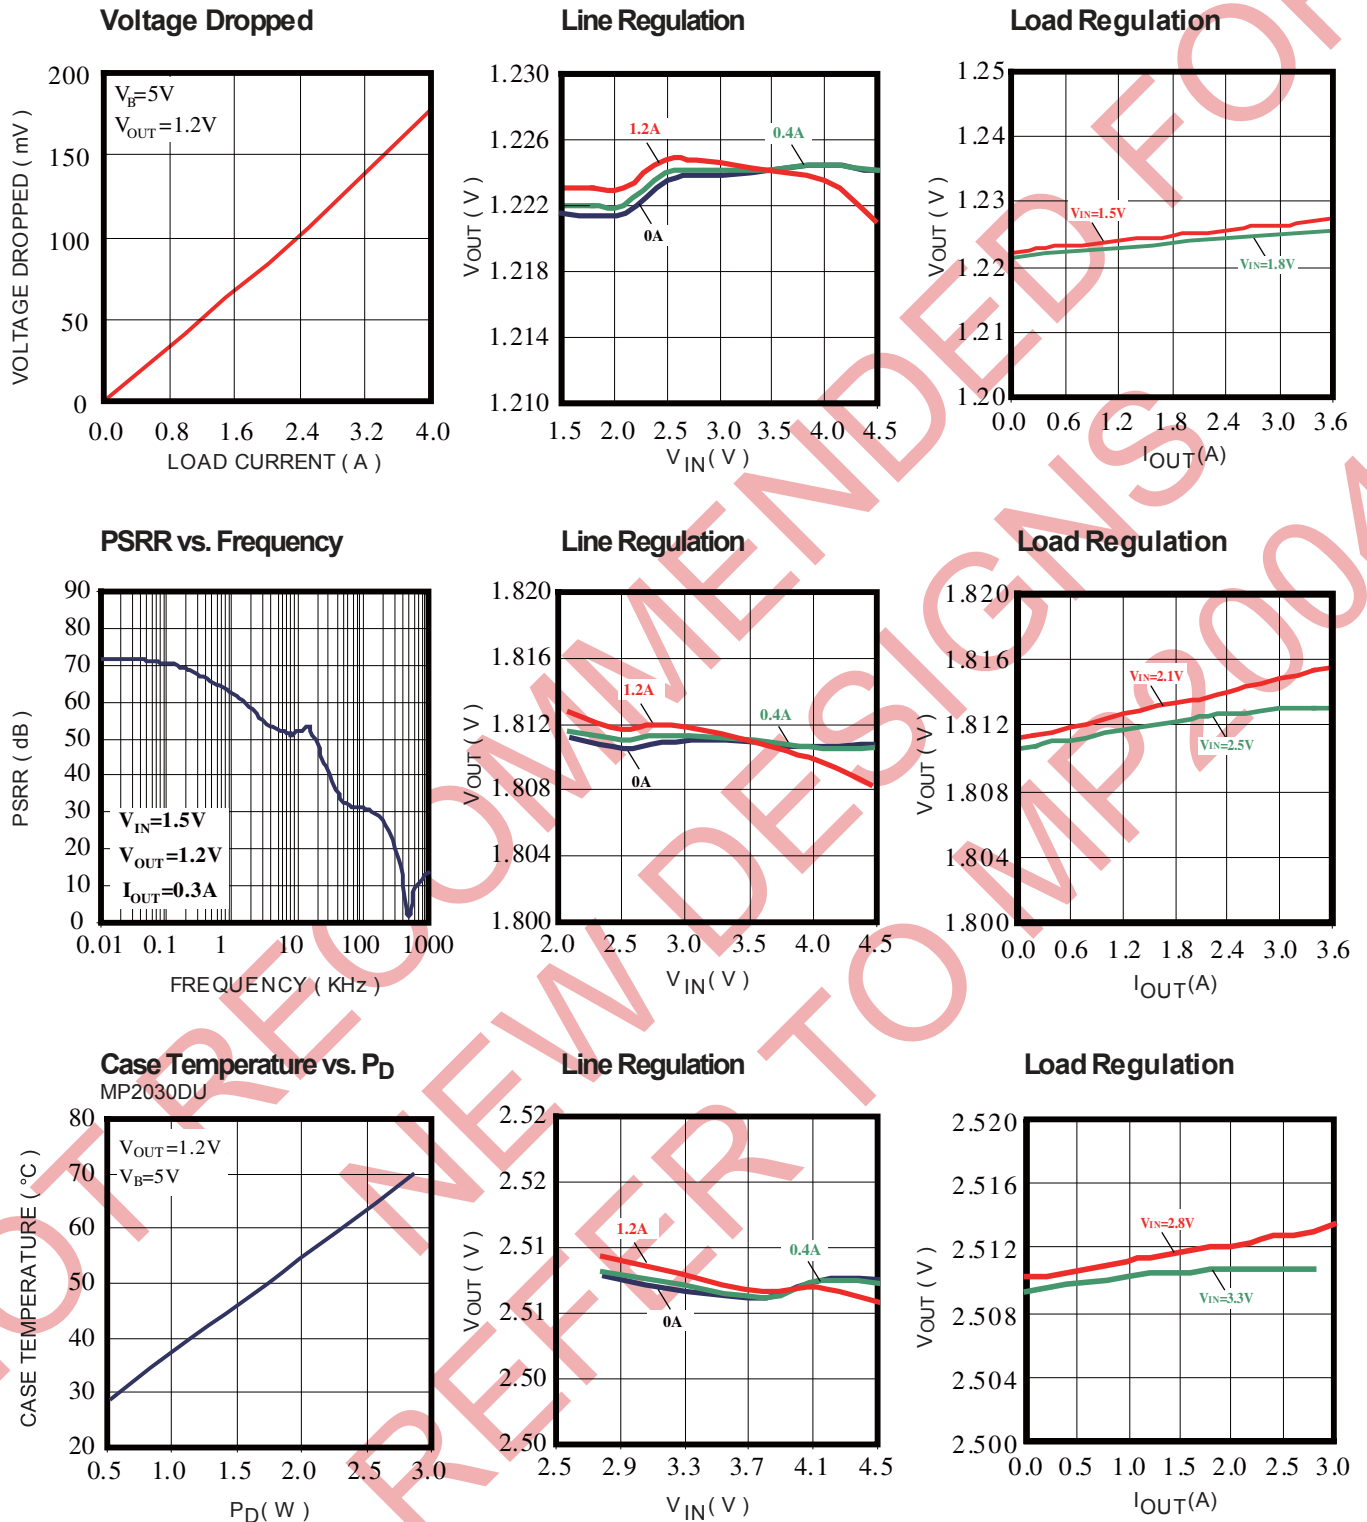 Voltage Dropped
200
150
100
50
0
VOLTAGE DROPPED ( mV )
VB=5V
VOUT=1.2V
0.0 0.8 1.6 2.4 3.2 4.0
LOAD CURRENT ( A )
Line Regulation
1.230
1.226
1.222
1.218
1.214
1.210
VOUT ( V )
1.2A
0.4A
0A
1.5 2.0 2.5 3.0 3.5 4.0 4.5
VIN ( V )
Load Regulation
1.25
1.24
1.23
1.22
1.21
1.20
VOUT ( V )
VIN=1.5V
VIN=1.8V
0.0 0.6 1.2 1.8 2.4 3.0 3.6
IOUT(A)
PSRR vs. Frequency
90
80
70
60
50
40
30
20
10
0
PSRR ( dB )
VIN=1.5V
VOUT=1.2V
IOUT=0.3A
0.01 0.1 1 10 100 1000
FREQUENCY ( KHz )
Line Regulation
1.820
1.816
1.812
1.808
1.804
1.800
VOUT ( V )
1.2A
0.4A
0A
2.0 2.5 3.0 3.5 4.0 4.5
VIN ( V )
Load Regulation
1.820
1.816
1.812
1.808
1.804
1.800
VOUT ( V )
VIN=2.1V
VIN=2.5V
0.0 0.6 1.2 1.8 2.4 3.0 3.6
IOUT(A)
Case Temperature vs. PD
MP2030DU
80
70
60
50
40
30
20
CASE TEMPERATURE ( °C )
VOUT=1.2V
VB=5V
0.5 1.0 1.5 2.0 2.5 3.0
PD ( W )
Line Regulation
2.52
2.52
2.51
2.51
2.50
2.50
VOUT ( V )
1.2A
0.4A
0A
2.5 2.9 3.3 3.7 4.1 4.5
VIN ( V )
Load Regulation
2.520
2.516
2.512
2.508
2.504
2.500
VOUT ( V )
VIN=2.8V
VIN=3.3V
0.0 0.5 1.0 1.5 2.0 2.5 3.0
IOUT(A)
NOT RECOMMENDED FOR
NEW DESIGNS
REFER TO MP2004